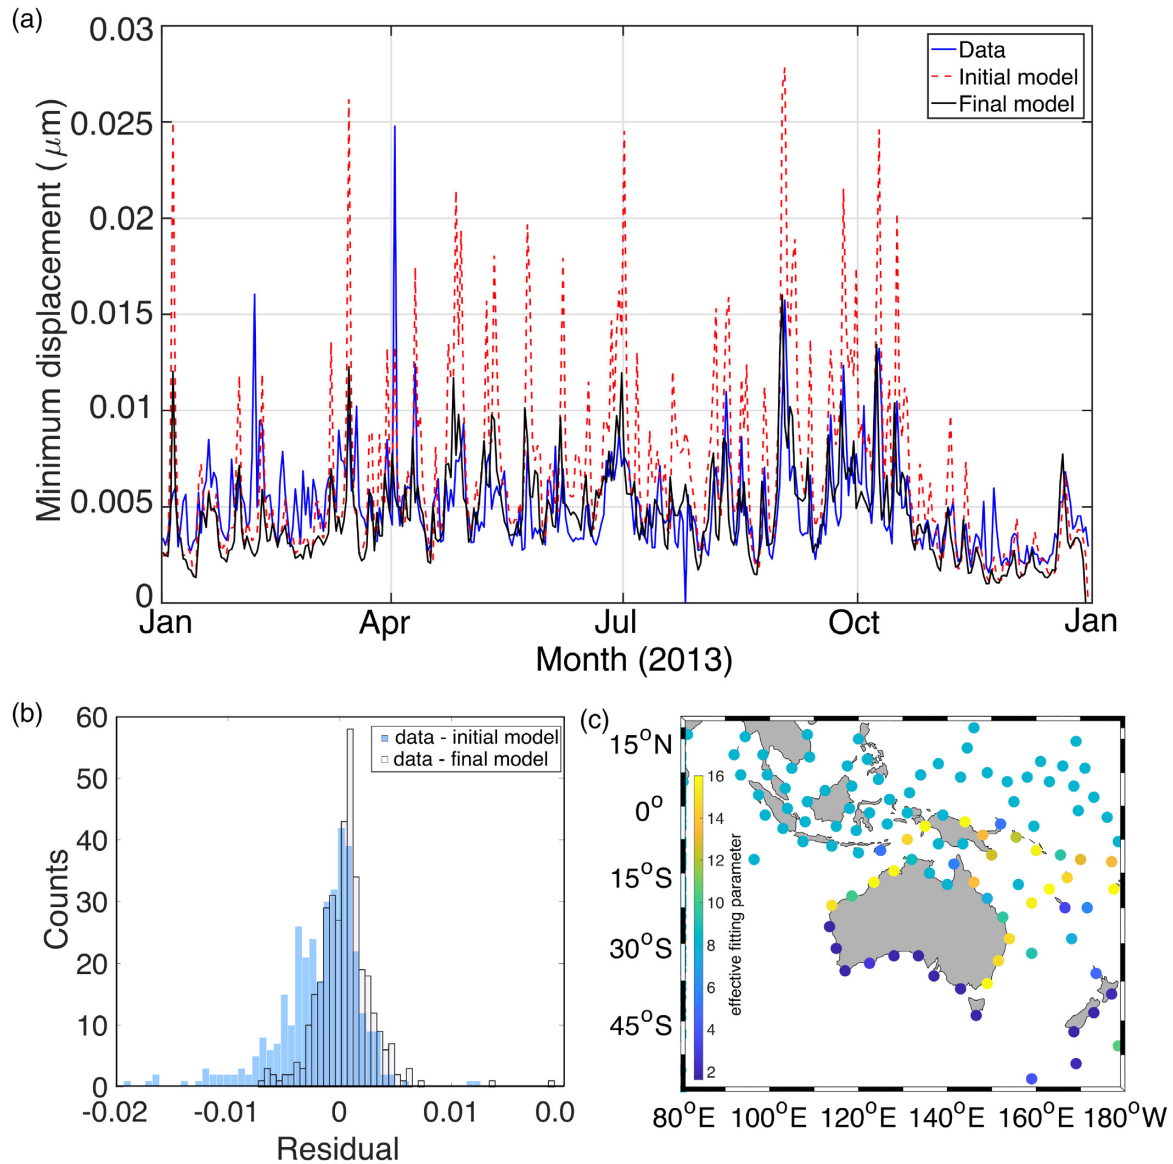 (a)
0.03
0.025
0.02
0.015
0.01
0.005
0
Minimum displacement (μm)
Data
Initial model
Final model
Jan
Apr
Jul
Oct
Jan
Month (2013)
(b)
60
50
40
30
20
10
0
Counts
data - initial model
data - final model
-0.02
-0.01
0
0.01
0.0
Residual
(c)
15°N
0°
15°S
30°S
45°S
16
14
12
10
8
6
4
2
effective fitting parameter
80°E
100°E
120°E
140°E
160°E
180°W